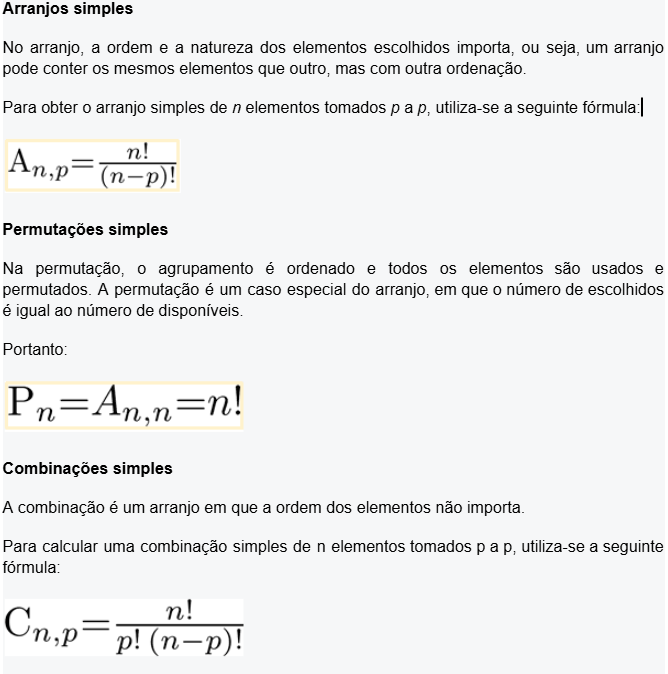 Arranjos simples
No arranjo, a ordem e a natureza dos elementos escolhidos importa, ou seja, um arranjo
pode conter os mesmos elementos que outro, mas com outra ordenação.
Para obter o arranjo simples de n elementos tomados p a p, utiliza-se a seguinte fórmula:
A_{n,p}=\frac{n!}{(n-p)!}
Permutações simples
Na permutação, o agrupamento é ordenado e todos os elementos são usados e
permutados. A permutação é um caso especial do arranjo, em que o número de escolhidos
é igual ao número de disponíveis.
Portanto:
P_n=A_{n,n}=n!
Combinações simples
A combinação é um arranjo em que a ordem dos elementos não importa.
Para calcular uma combinação simples de n elementos tomados p a p, utiliza-se a seguinte
fórmula:
C_{n,p}=\frac{n!}{p! (n-p)!}